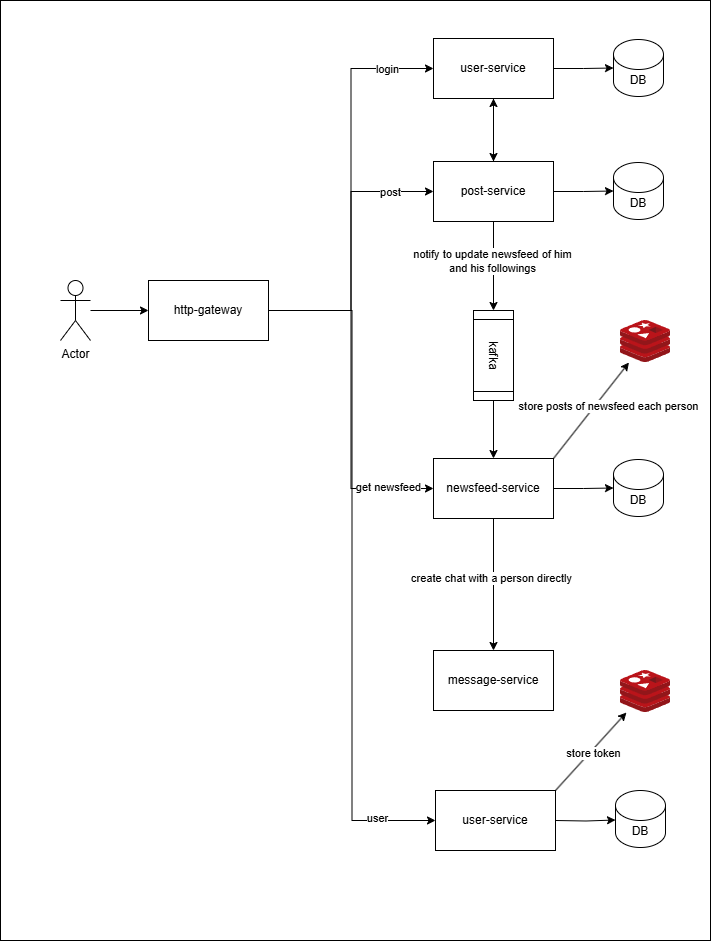 login
user-service
DB
post
post-service
DB
notify to update newsfeed of him
and his followings
http-gateway
Actor
kafka
store posts of newsfeed each person
get newsfeed
newsfeed-service
DB
create chat with a person directly
message-service
store token
user
user-service
DB